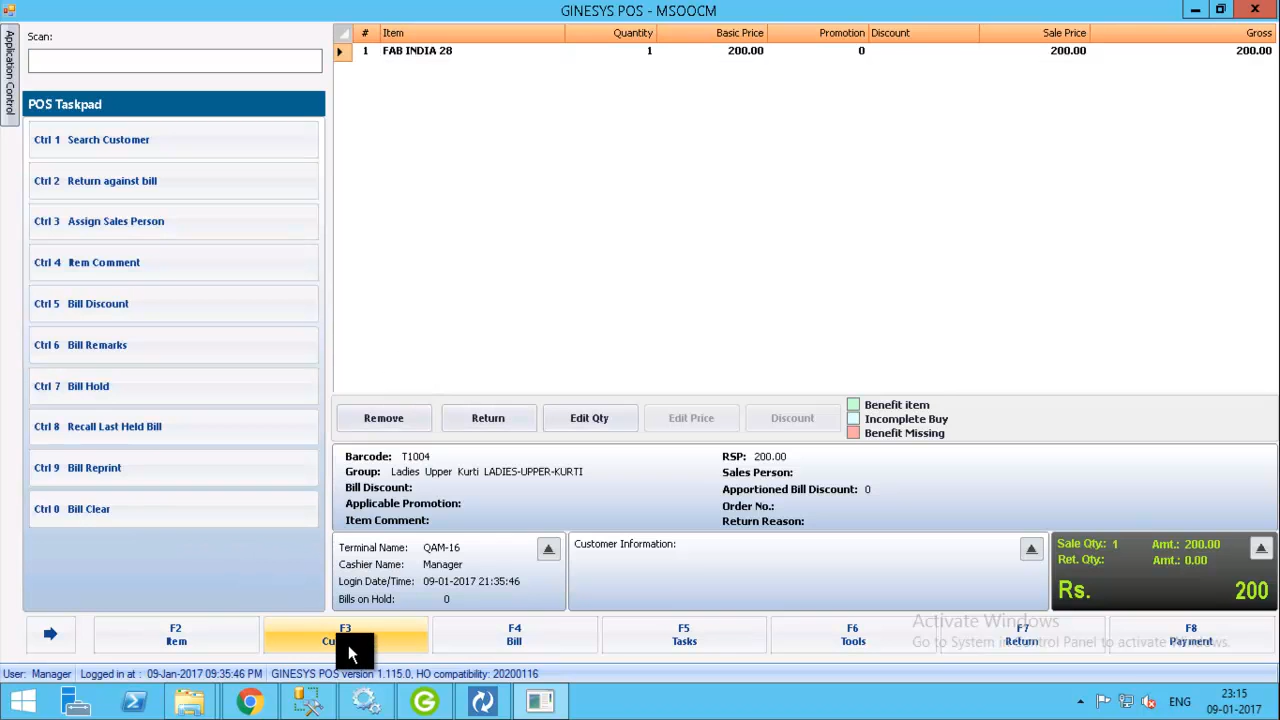 GINESYS POS - MSOOCM
Application Control
Scan:
POS Taskpad
Ctrl 1 Search Customer
Ctrl 2 Return against bill
Ctrl 3 Assign Sales Person
Ctrl 4 Item Comment
Ctrl 5 Bill Discount
Ctrl 6 Bill Remarks
Ctrl 7 Bill Hold
Ctrl 8 Recall Last Held Bill
Ctrl 9 Bill Reprint
Ctrl 0 Bill Clear
# Item Quantity Basic Price Promotion Discount Sale Price Gross
1 FAB INDIA 28 1 200.00 0 200.00 200.00
Remove Return Edit Qty Edit Price Discount
Benefit item
Incomplete Buy
Benefit Missing
Barcode: T1004
Group: Ladies Upper Kurti LADIES-UPPER-KURTI
Bill Discount:
Applicable Promotion:
Item Comment:
RSP: 200.00
Sales Person:
Apportioned Bill Discount: 0
Order No.:
Return Reason:
Terminal Name: QAM-16
Cashier Name: Manager
Login Date/Time: 09-01-2017 21:35:46
Bills on Hold: 0
Customer Information:
Sale Qty.: 1 Amt.: 200.00
Ret. Qty.: Amt.: 0.00
Rs. 200
F2 Item
F3
F4 Bill
F5 Tasks
F6 Tools
F7 Return
F8 Payment
Activate Windows
Go to System in Control Panel to activate Windows.
User: Manager Logged in at: 09-Jan-2017 09:35:46 PM GINESYS POS version 1.115.0, HO compatibility: 20200116
ENG
23:15
09-01-2017